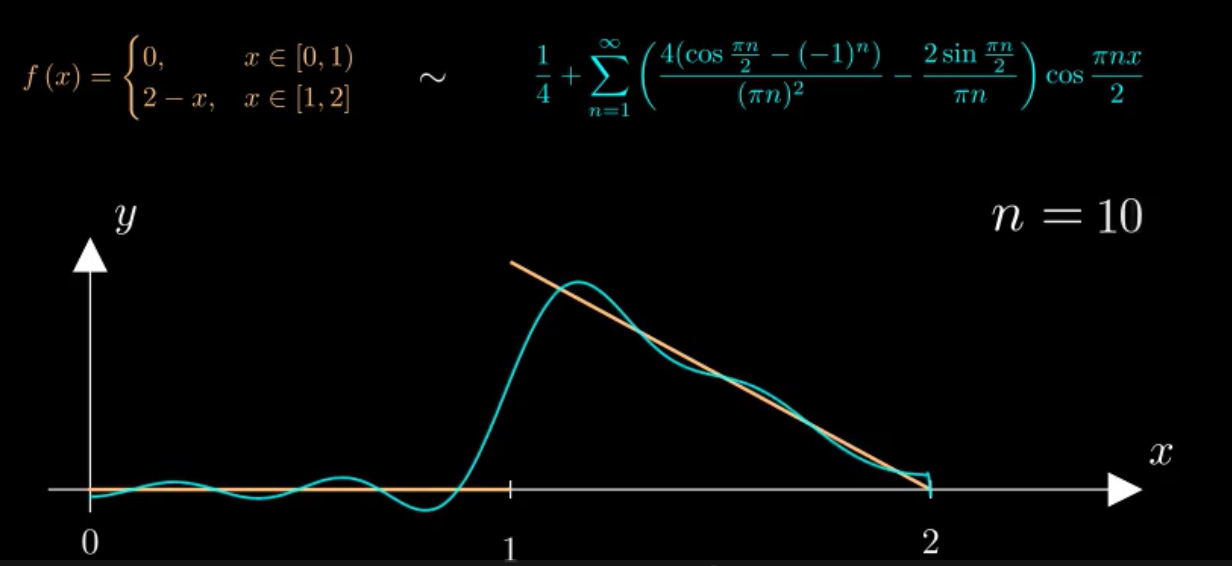 f (x) = { 0, x ∈ [0, 1) 2 − x, x ∈ [1, 2] ∼ 1/4 + ∑_{n=1}^{∞} ( 4(cos πn/2 − (−1)^n)/(πn)^2 − 2 sin πn/2 / πn ) cos πnx/2
y
n = 10
x
0 1 2